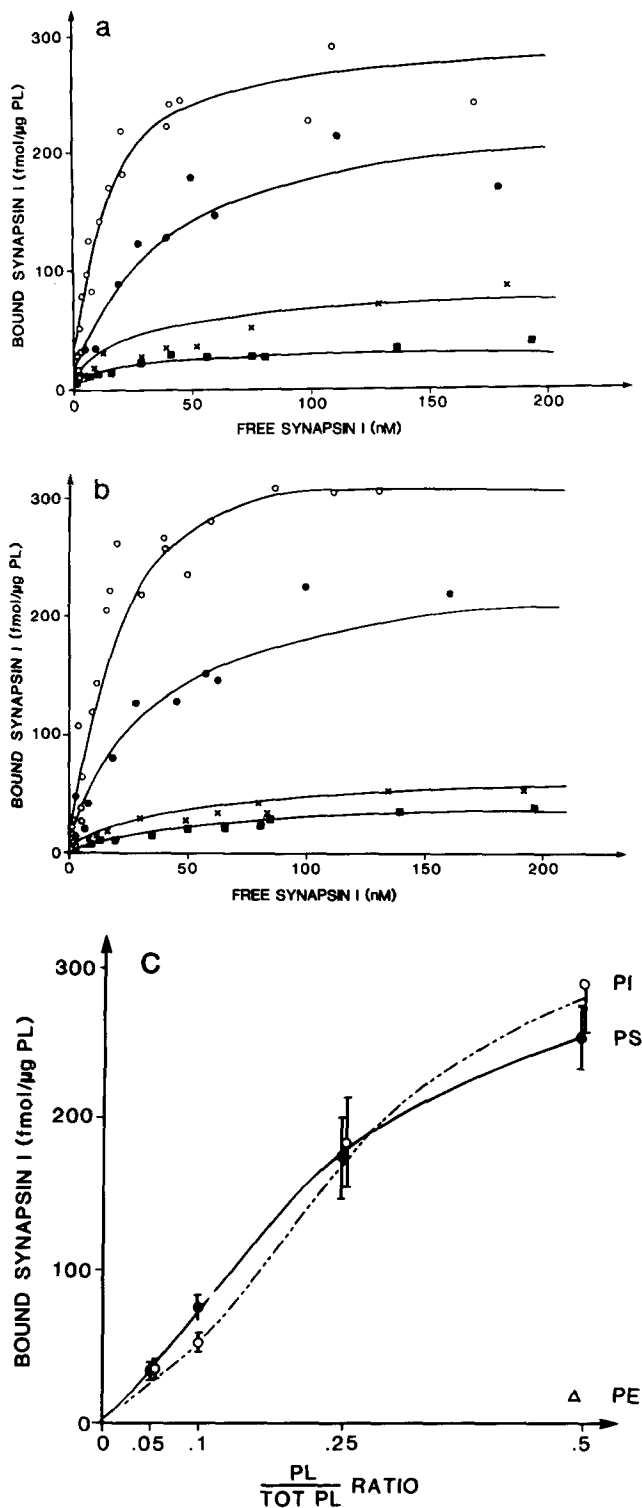 a
300
200
100
0
BOUND SYNAPSIN I (fmol/µg PL)
0 50 100 150 200
FREE SYNAPSIN I (nM)
b
300
200
100
0
BOUND SYNAPSIN I (fmol/µg PL)
0 50 100 150 200
FREE SYNAPSIN I (nM)
C
300
200
100
0
BOUND SYNAPSIN I (fmol/µg PL)
PI
PS
PE
0 .05 .1 .25 .5
PL
TOT PL RATIO